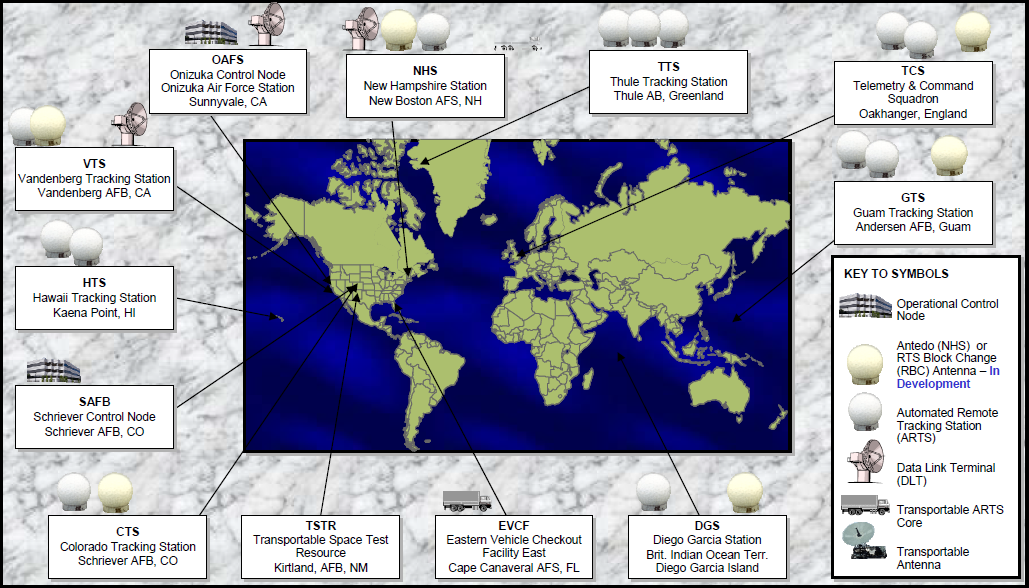 OAFS
Onizuka Control Node
Onizuka Air Force Station
Sunnyvale, CA
NHS
New Hampshire Station
New Boston AFS, NH
TTS
Thule Tracking Station
Thule AB, Greenland
TCS
Telemetry & Command
Squadron
Oakhanger, England
VTS
Vandenberg Tracking Station
Vandenberg AFB, CA
GTS
Guam Tracking Station
Andersen AFB, Guam
HTS
Hawaii Tracking Station
Kaena Point, HI
SAFB
Schriever Control Node
Schriever AFB, CO
CTS
Colorado Tracking Station
Schriever AFB, CO
TSTR
Transportable Space Test
Resource
Kirtland, AFB, NM
EVCF
Eastern Vehicle Checkout
Facility East
Cape Canaveral AFS, FL
DGS
Diego Garcia Station
Brit. Indian Ocean Terr.
Diego Garcia Island
KEY TO SYMBOLS
Operational Control
Node
Antedo (NHS) or
RTS Block Change
(RBC) Antenna – In
Development
Automated Remote
Tracking Station
(ARTS)
Data Link Terminal
(DLT)
Transportable ARTS
Core
Transportable
Antenna